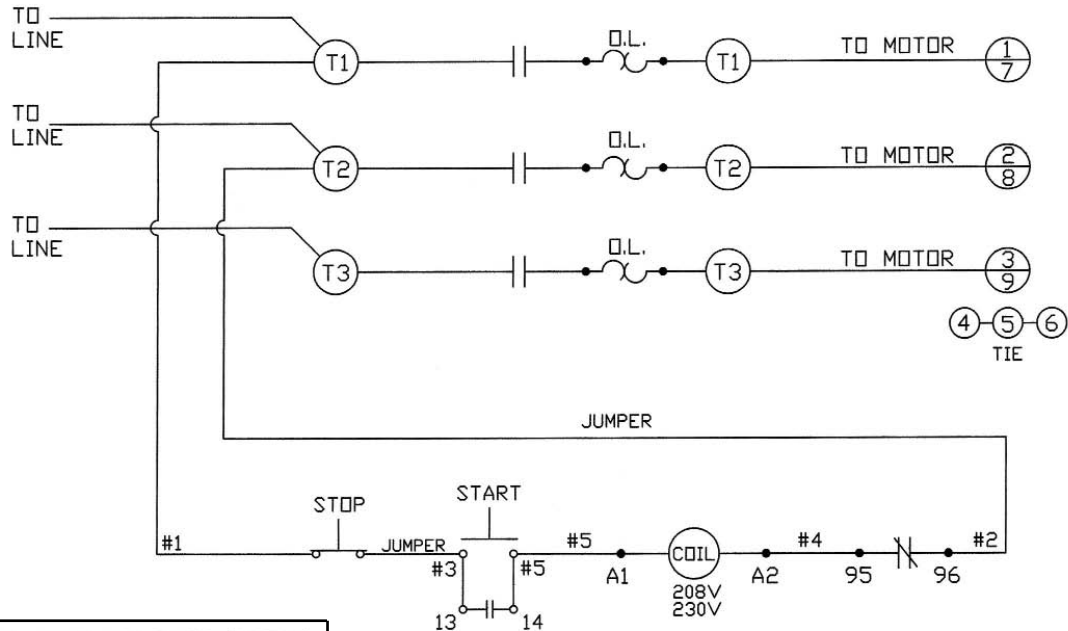 TO
LINE
T1
O.L.
T1
TO MOTOR
1
7
TO
LINE
T2
O.L.
T2
TO MOTOR
2
8
TO
LINE
T3
O.L.
T3
TO MOTOR
3
9
4 5 6
TIE
JUMPER
STOP
START
#1
JUMPER
#3
#5
#5
A1
COIL
208V
230V
A2
#4
95
96
#2
13
14